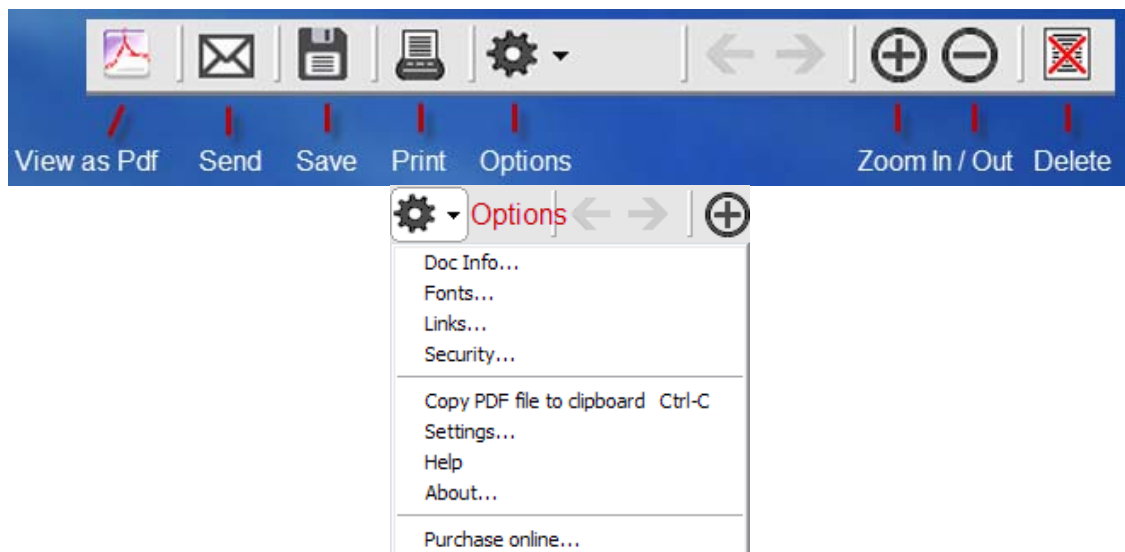 View as Pdf Send Save Print Options Zoom In / Out Delete
Options
Doc Info...
Fonts...
Links...
Security...
Copy PDF file to clipboard Ctrl-C
Settings...
Help
About...
Purchase online...